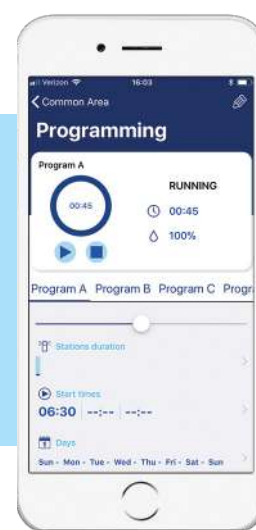 Verizon 16:03
Common Area
Programming
Program A
RUNNING
00:45
00:45
100%
Program A Program B Program C Progr
Stations duration
Start times
06:30 --:-- --:--
Days
Sun - Mon - Tue - Wed - Thu - Fri - Sat - Sun